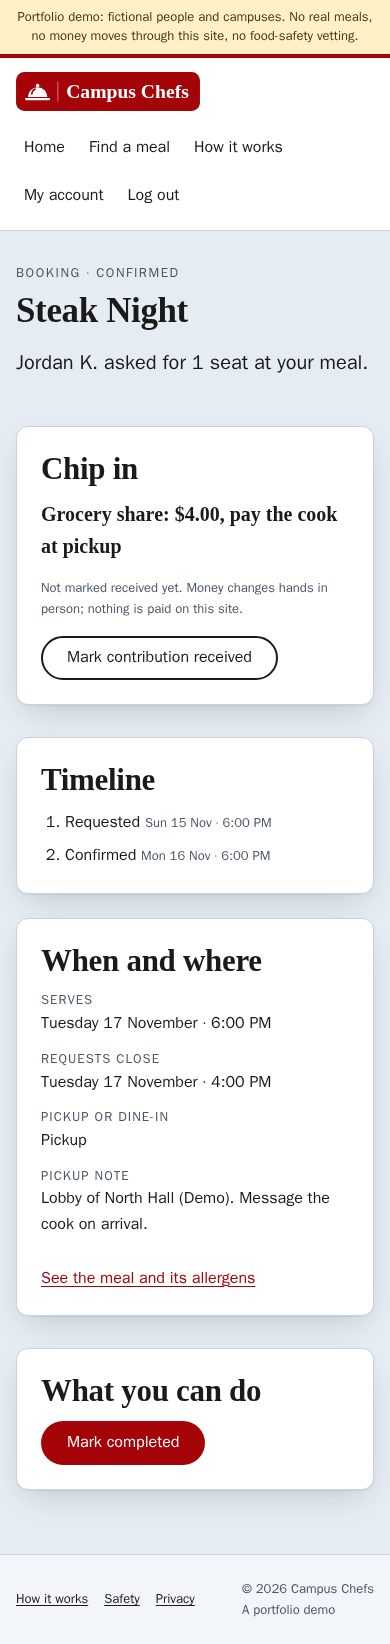 Portfolio demo: fictional people and campuses. No real meals,
no money moves through this site, no food-safety vetting.
Campus Chefs
Home Find a meal How it works
My account Log out
BOOKING · CONFIRMED
Steak Night
Jordan K. asked for 1 seat at your meal.
Chip in
Grocery share: $4.00, pay the cook
at pickup
Not marked received yet. Money changes hands in
person; nothing is paid on this site.
Mark contribution received
Timeline
1. Requested Sun 15 Nov · 6:00 PM
2. Confirmed Mon 16 Nov · 6:00 PM
When and where
SERVES
Tuesday 17 November · 6:00 PM
REQUESTS CLOSE
Tuesday 17 November · 4:00 PM
PICKUP OR DINE-IN
Pickup
PICKUP NOTE
Lobby of North Hall (Demo). Message the
cook on arrival.
See the meal and its allergens
What you can do
Mark completed
How it works Safety Privacy
© 2026 Campus Chefs
A portfolio demo